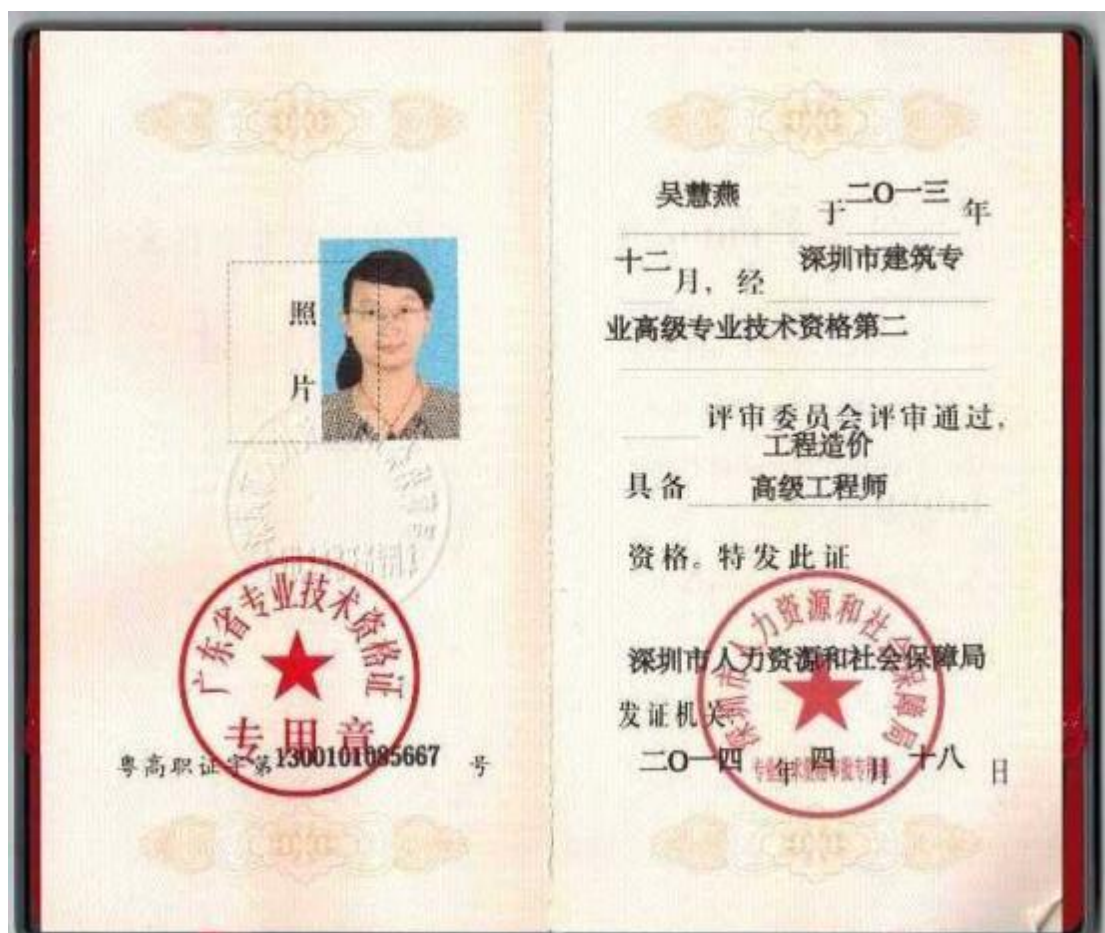 照
片
广东省专业技术资格证
专用章
粤高职证字第1300101085667 号
吴慧燕 于二〇一三年
十二月，经 深圳市建筑专
业高级专业技术资格第二
评审委员会评审通过，
工程造价
具备 高级工程师
资格。特发此证
深圳市人力资源和社会保障局
深圳市人力资源和社会保障局
发证机关
二〇一四年四月十八日